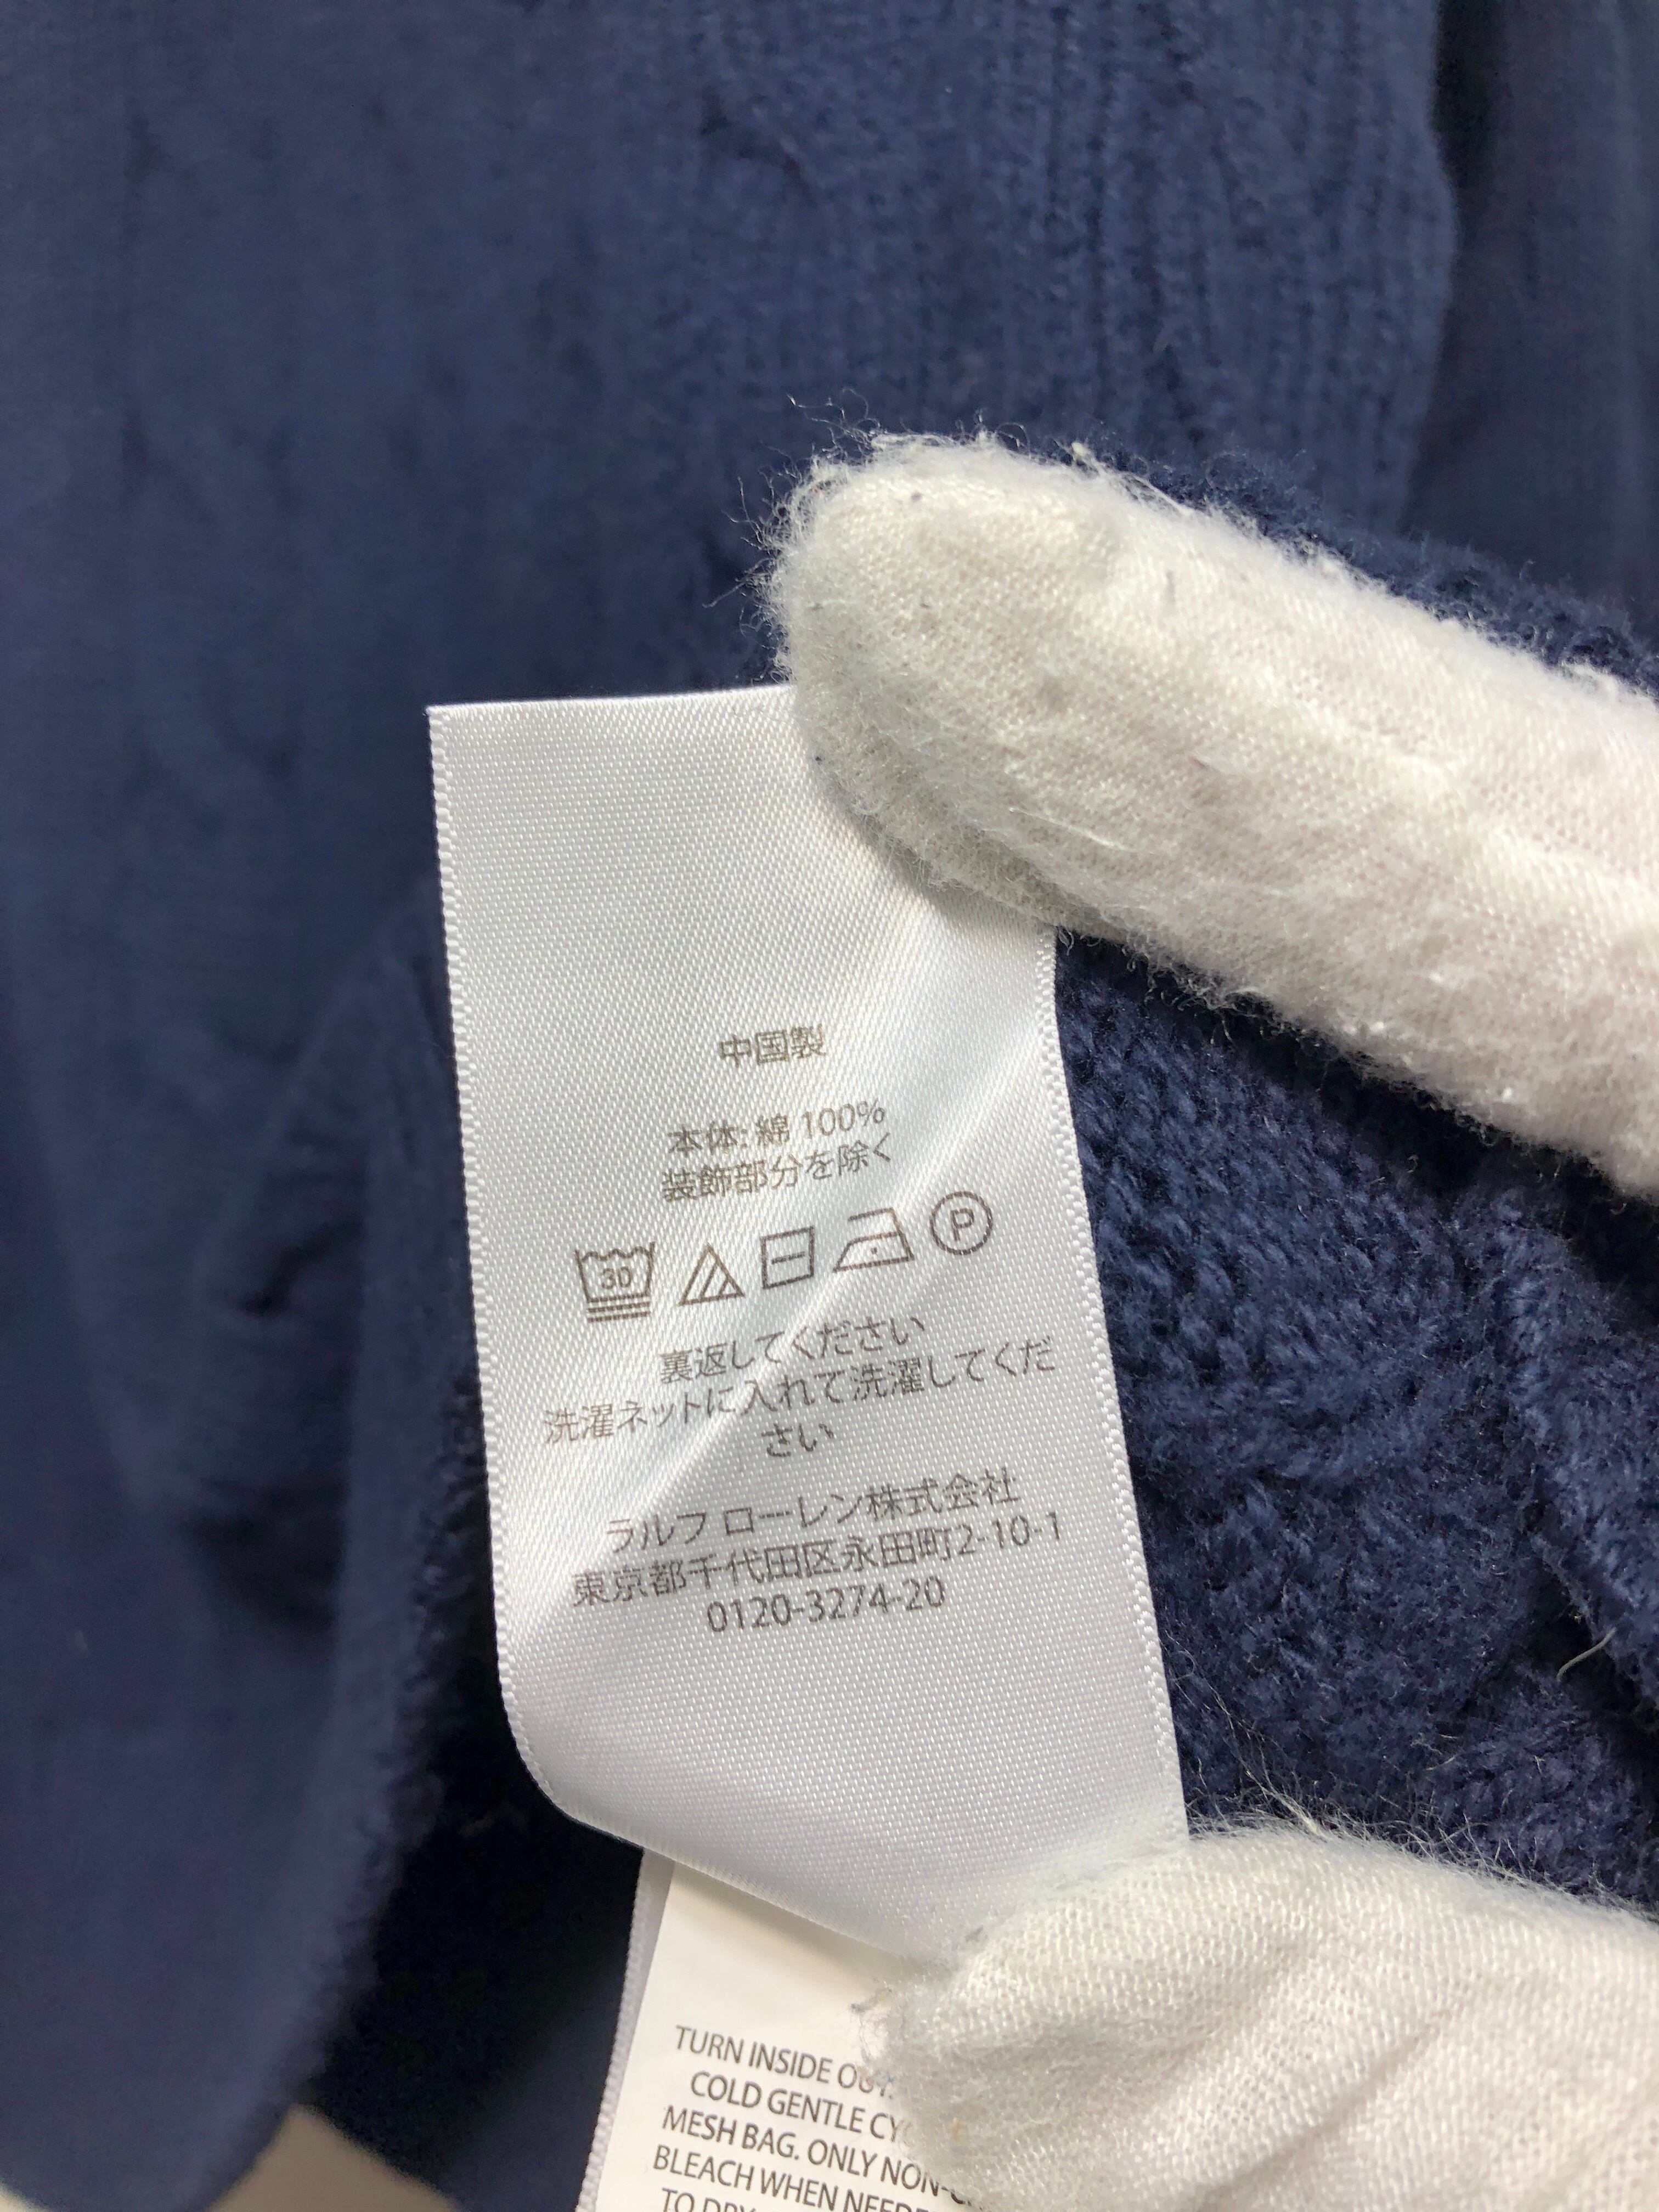 中国製
本体: 綿 100%
装飾部分を除く
30
P
裏返してください
洗濯ネットに入れて洗濯してくだ
さい
ラルフ ローレン株式会社
東京都千代田区永田町2-10-1
0120-3274-20
TURN INSIDE OUT.
COLD GENTLE
MESH BAG. ONLY
BLEACH WHEN
TO